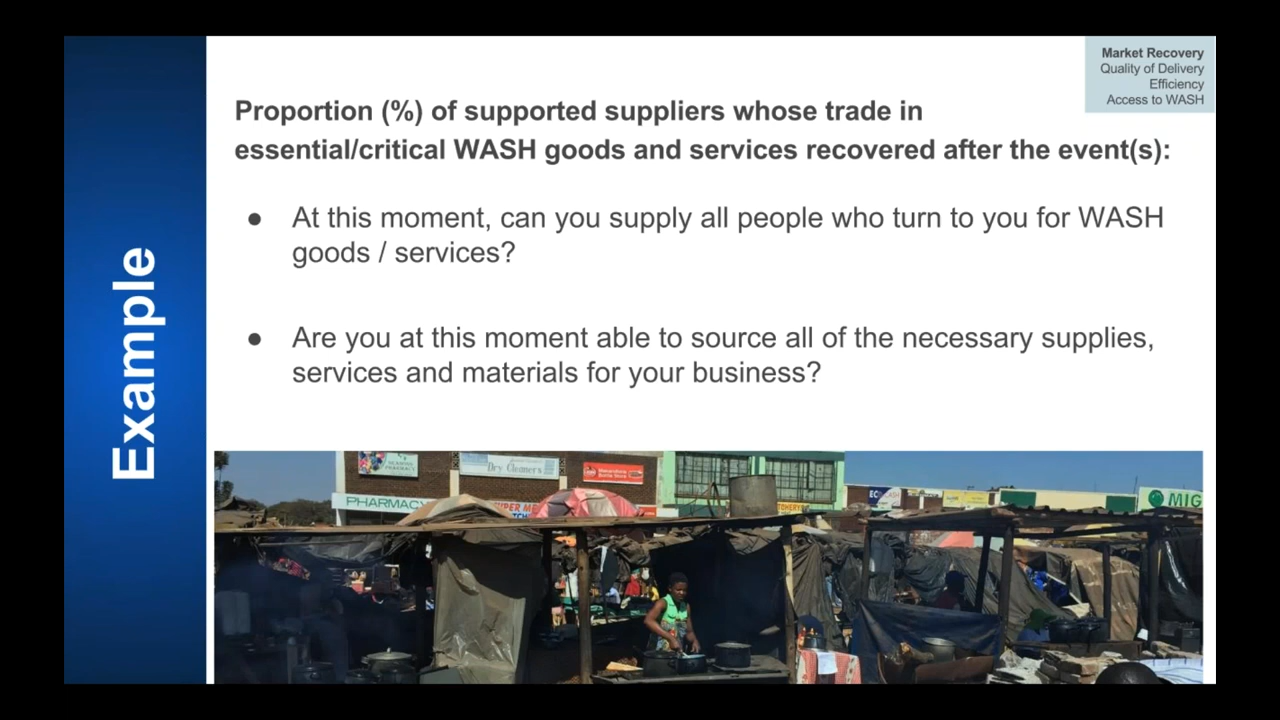 Market Recovery
Quality of Delivery
Efficiency
Access to WASH
Proportion (%) of supported suppliers whose trade in
essential/critical WASH goods and services recovered after the event(s):
● At this moment, can you supply all people who turn to you for WASH
goods / services?
● Are you at this moment able to source all of the necessary supplies,
services and materials for your business?
Example
Dry Cleaners
PHARMACY
MIG